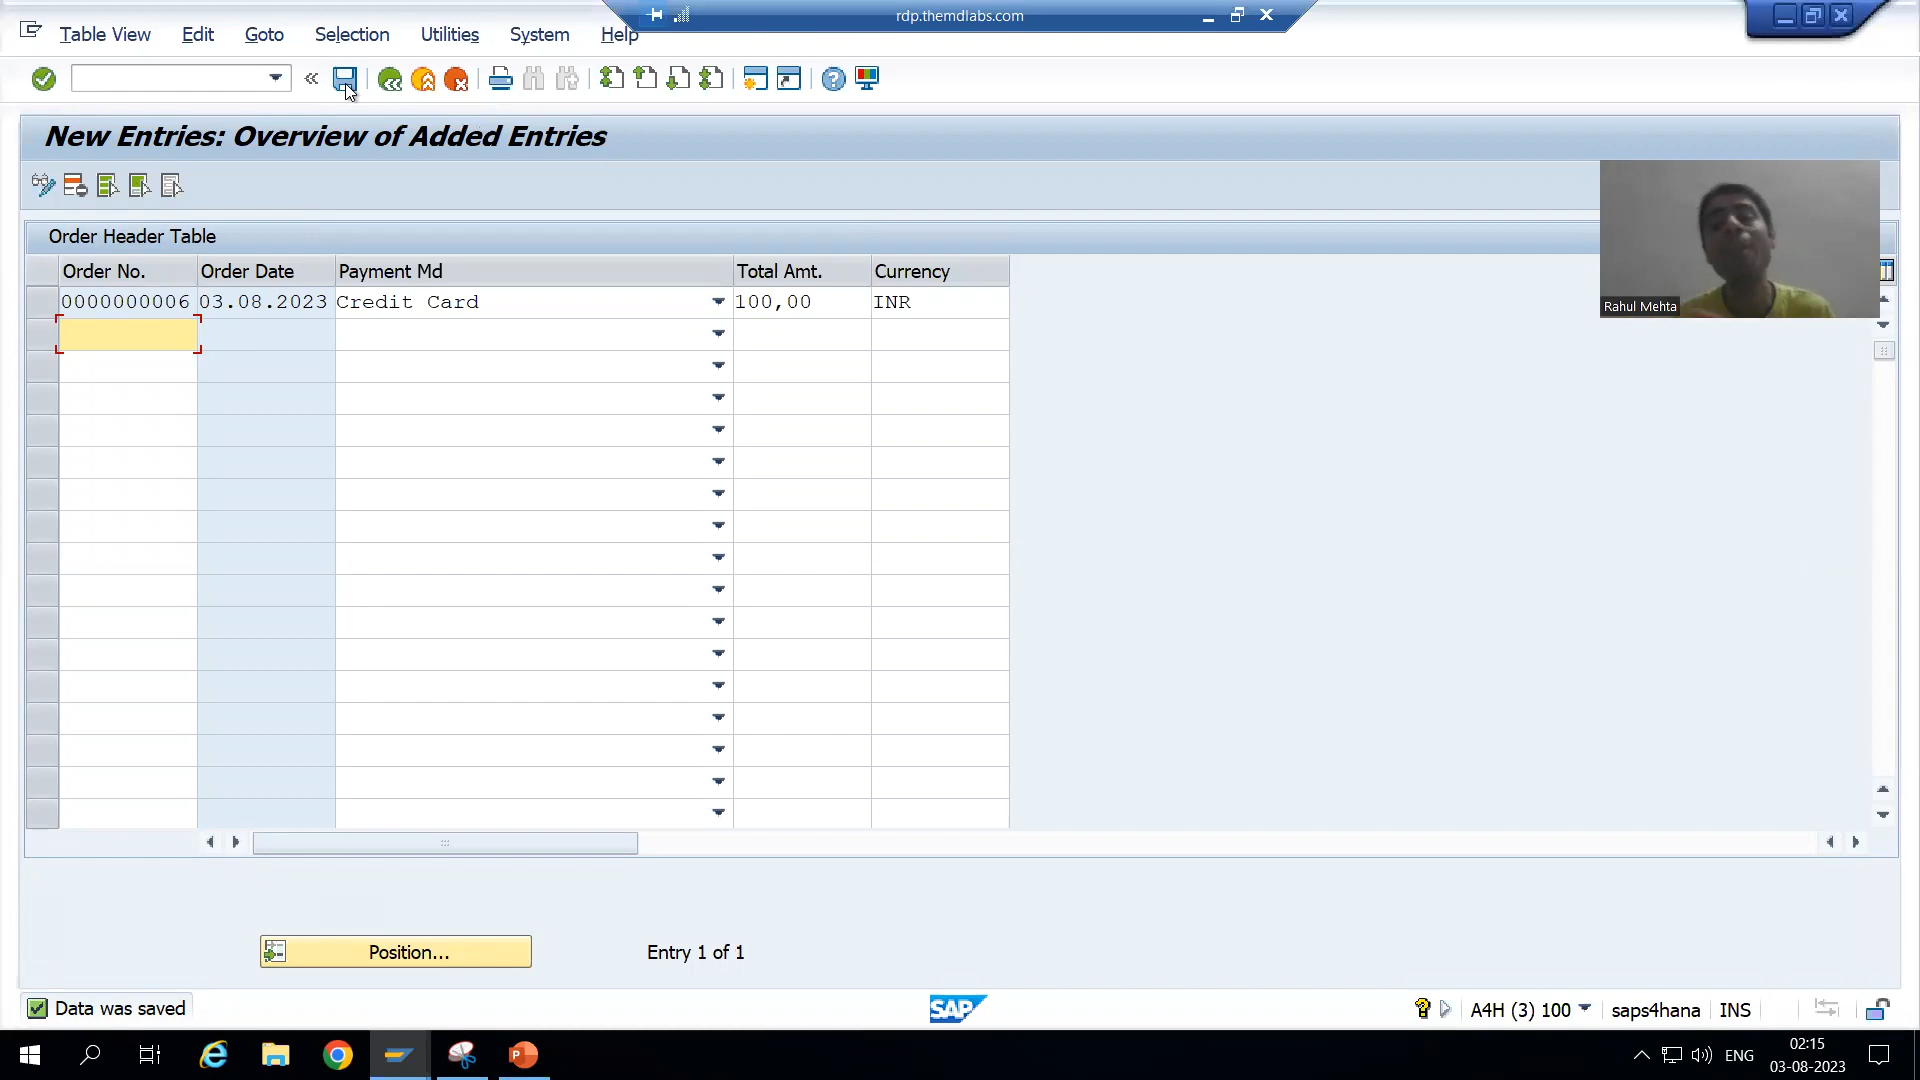 rdp.themdlabs.com
Table View Edit Goto Selection Utilities System Help
New Entries: Overview of Added Entries
Rahul Mehta
Order Header Table
Order No. Order Date Payment Md Total Amt. Currency
0000000006 03.08.2023 Credit Card 100,00 INR
Position... Entry 1 of 1
Data was saved SAP A4H (3) 100 saps4hana INS
ENG 02:15
03-08-2023